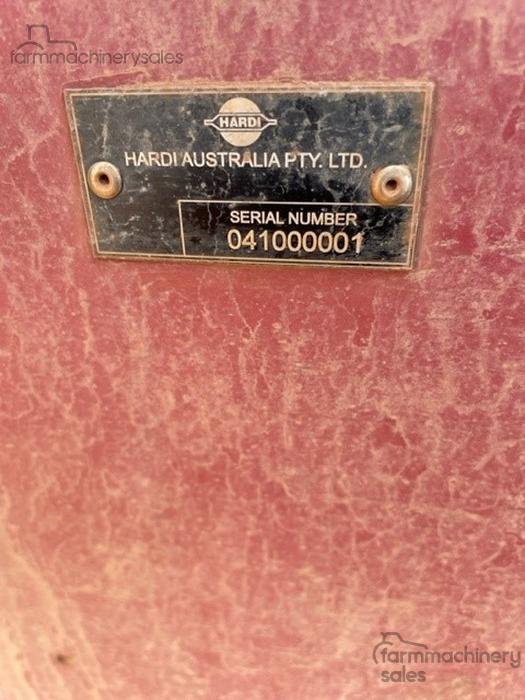 farmmachinerysales
HARDI
HARDI AUSTRALIA PTY. LTD.
SERIAL NUMBER
041000001
farmmachinery
sales